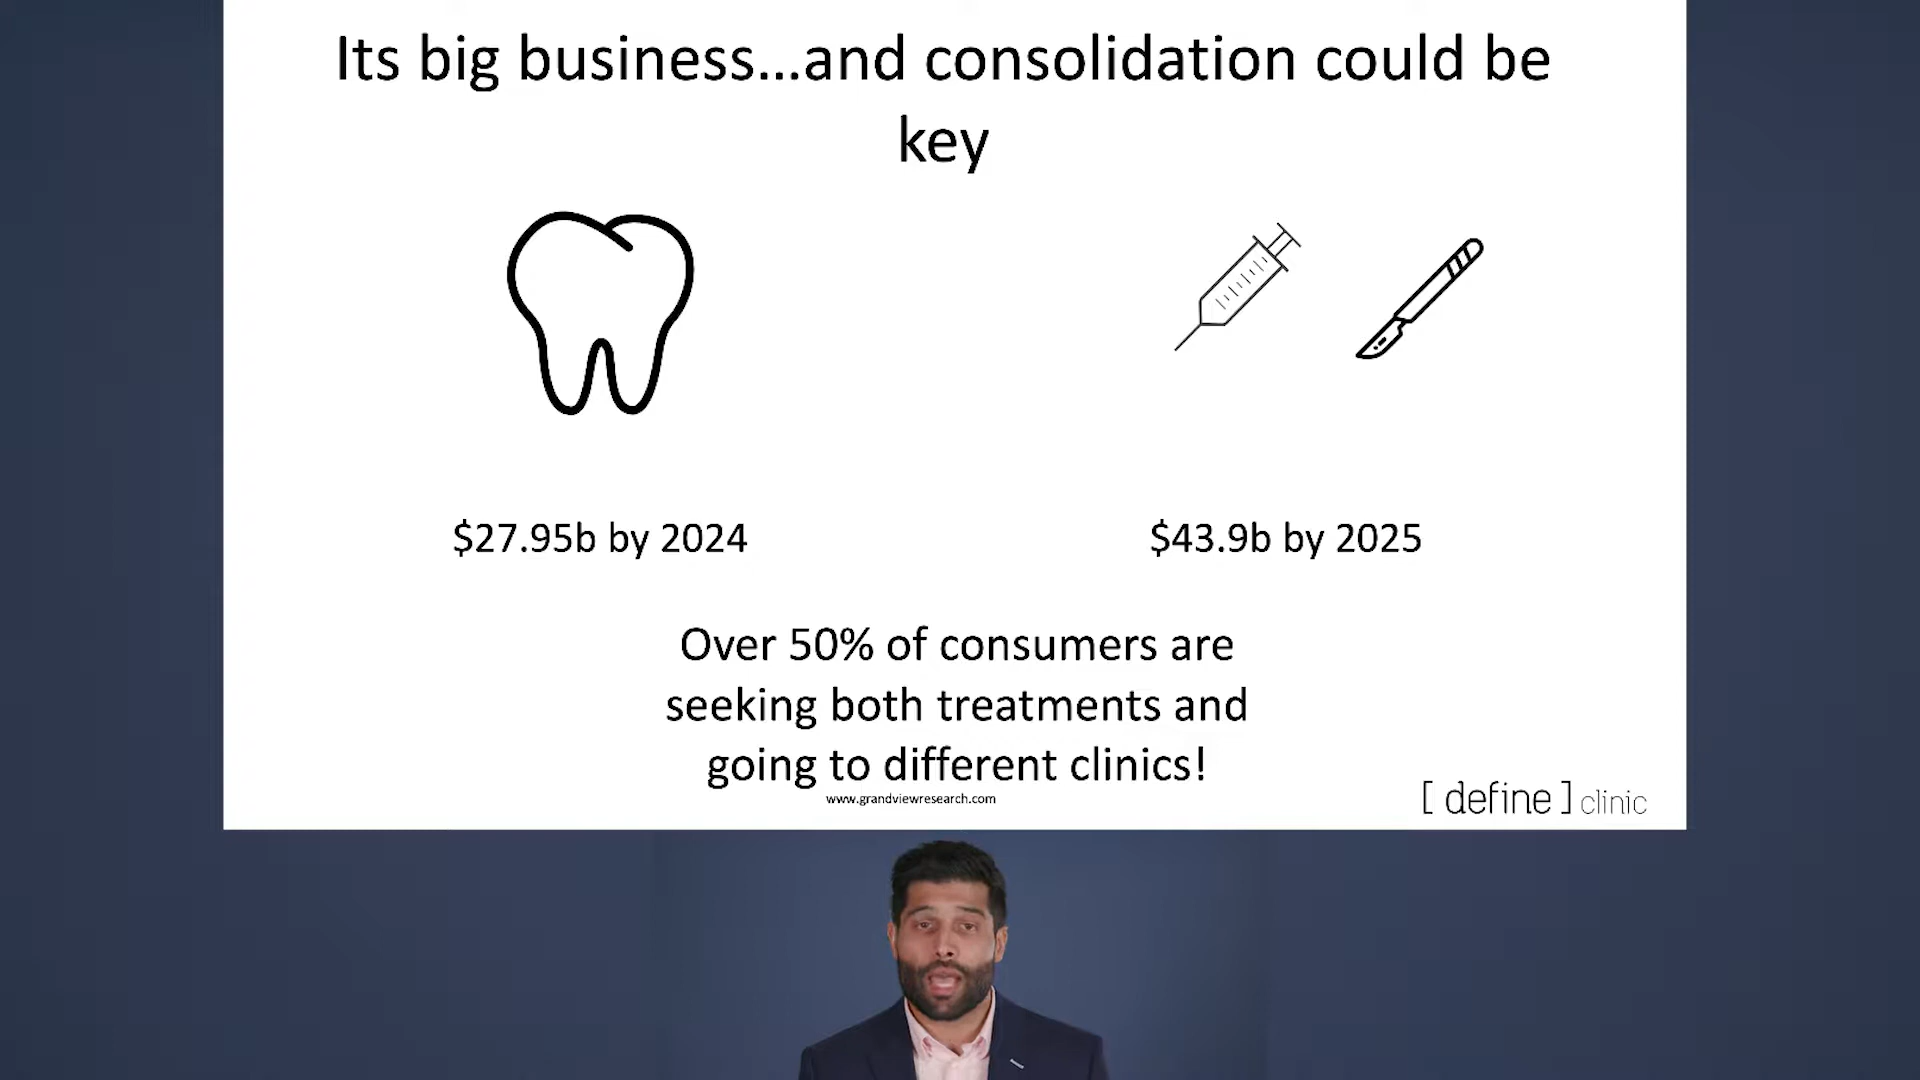 Its big business...and consolidation could be
key
$27.95b by 2024
$43.9b by 2025
Over 50% of consumers are
seeking both treatments and
going to different clinics!
www.grandviewresearch.com
[ define ] clinic